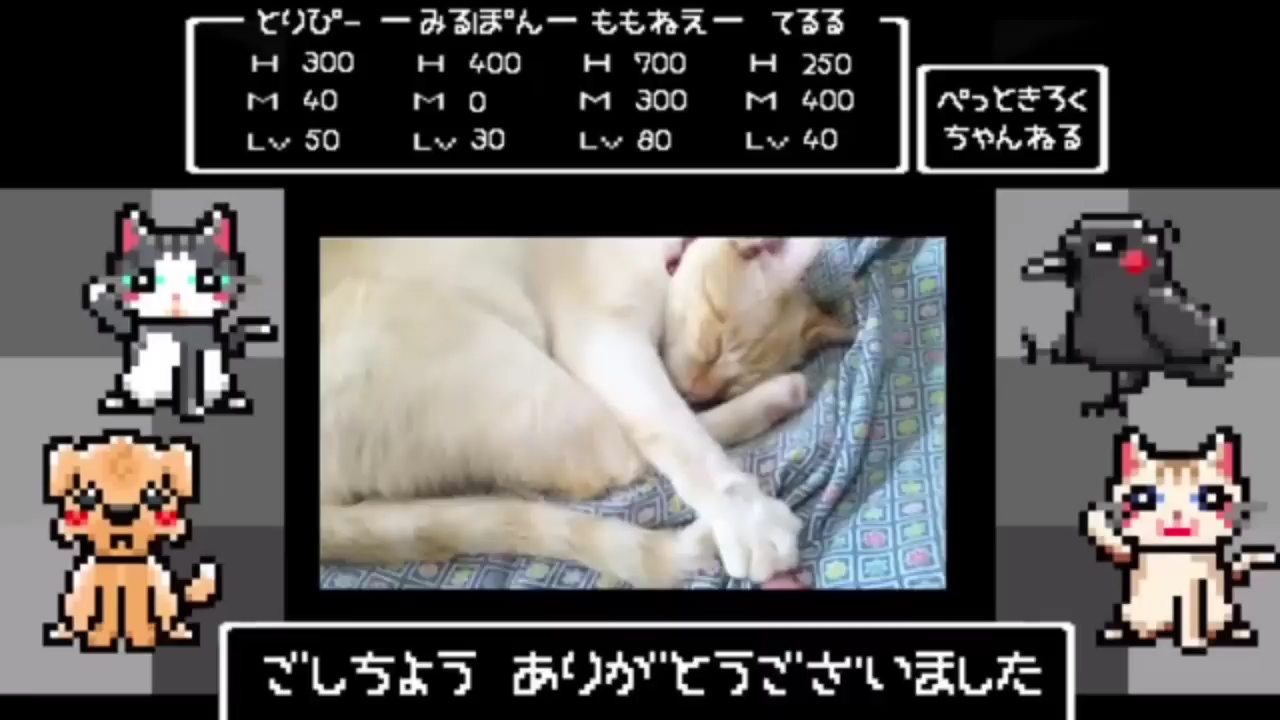 とりぴー みるぽん ももねえ てるる
H 300 H 400 H 700 H 250
M 40 M 0 M 300 M 400
Lv 50 Lv 30 Lv 80 Lv 40
ぺっときろく
ちゃんねる
ごしちょう ありがとうございました